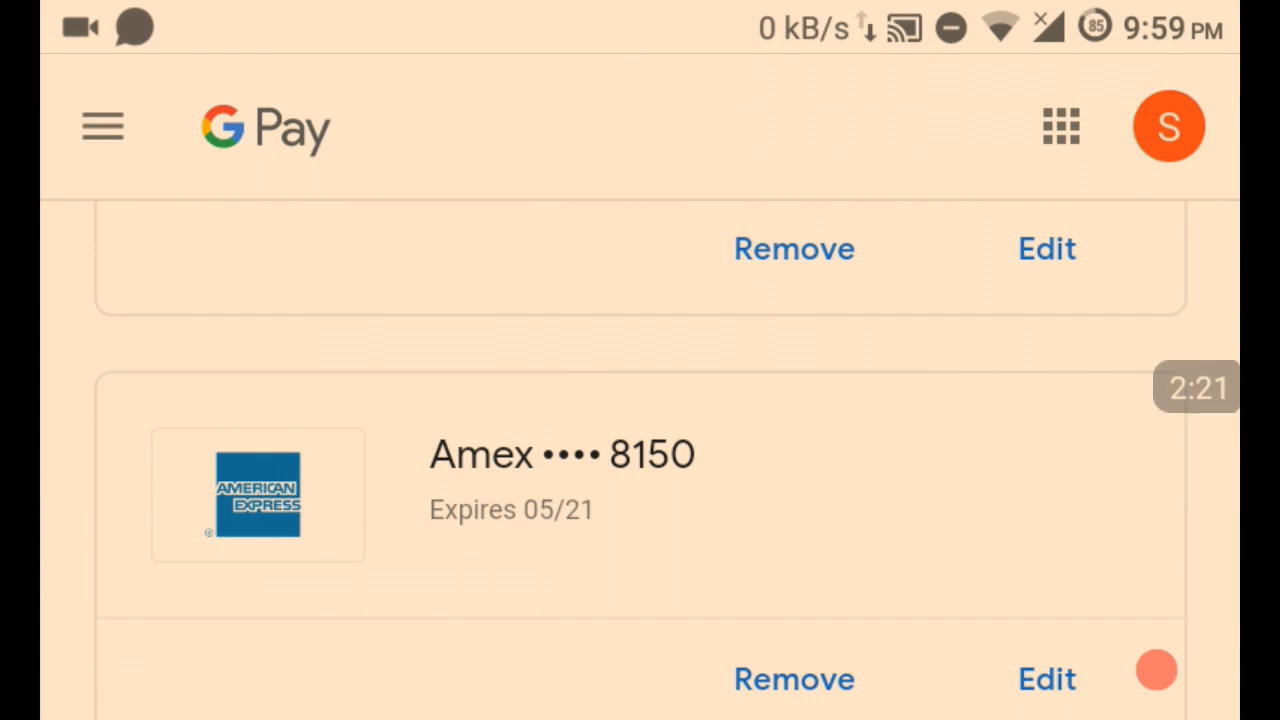 0 kB/s 85 9:59 PM
G Pay S
Remove Edit
2:21
Amex •••• 8150
AMERICAN
EXPRESS
®
Expires 05/21
Remove Edit